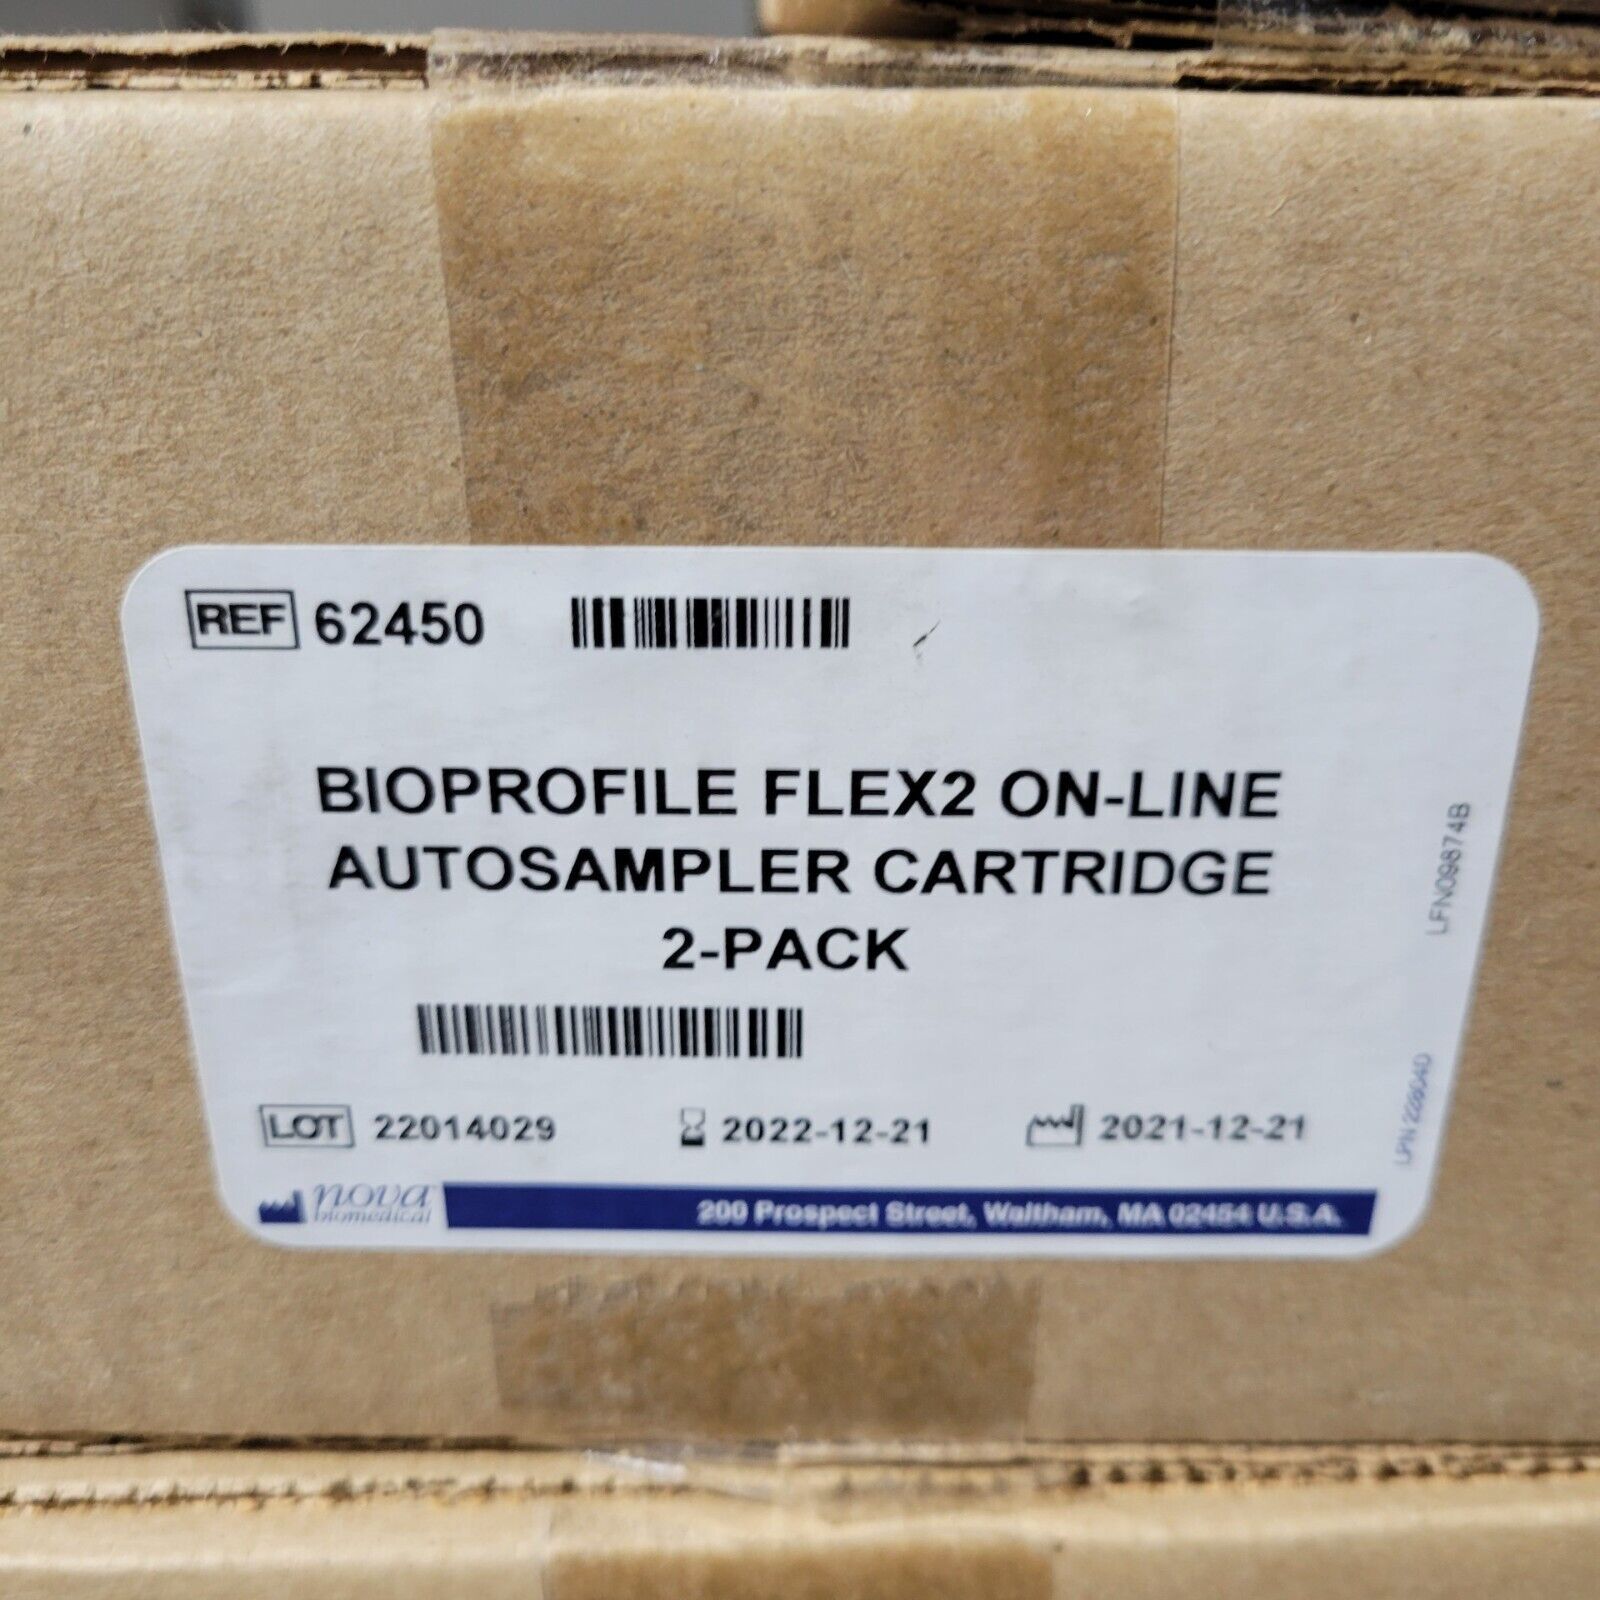 REF 62450
BIOPROFILE FLEX2 ON-LINE
AUTOSAMPLER CARTRIDGE
2-PACK
LFN09874B
LOT 22014029 2022-12-21 2021-12-21
nova
biomedical
200 Prospect Street, Waltham, MA 02454 U.S.A.